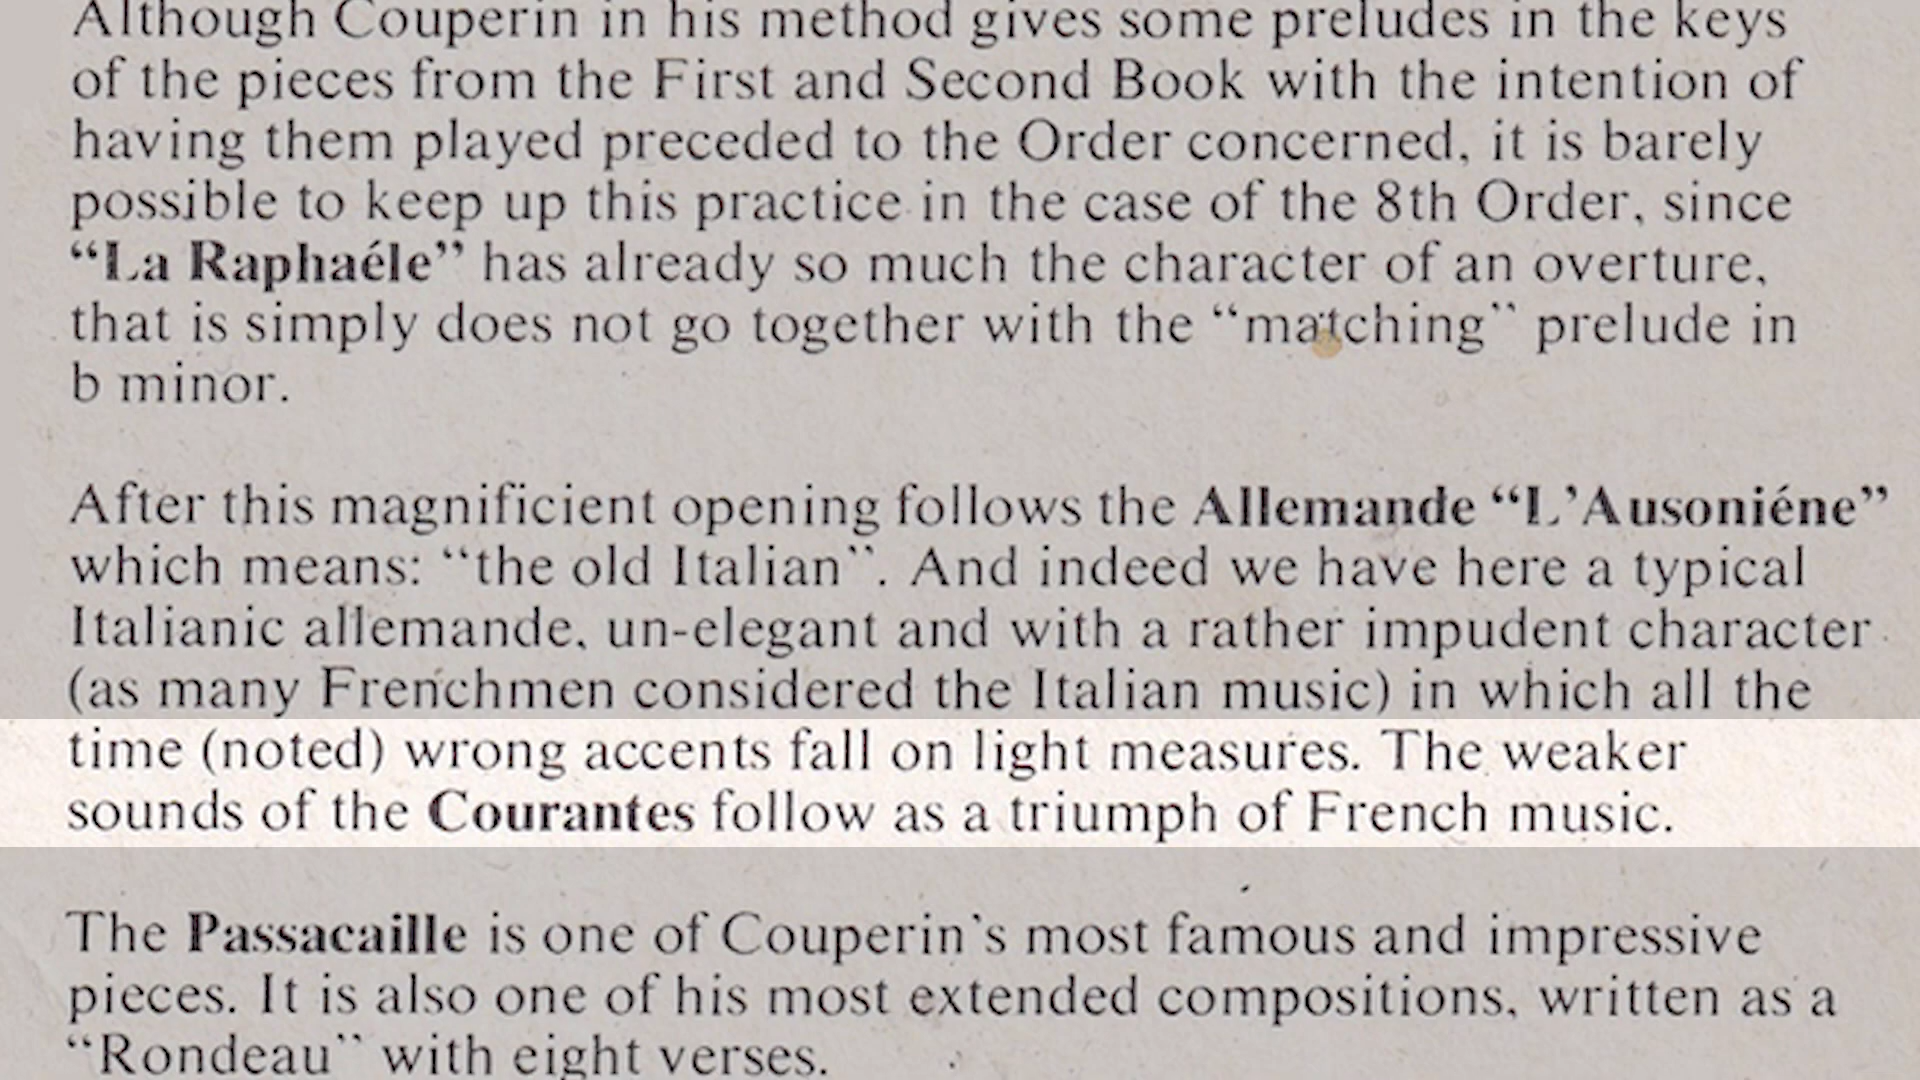 Although Couperin in his method gives some preludes in the keys
of the pieces from the First and Second Book with the intention of
having them played preceded to the Order concerned, it is barely
possible to keep up this practice in the case of the 8th Order, since
“La Raphaéle” has already so much the character of an overture,
that is simply does not go together with the “matching” prelude in
b minor.
After this magnificient opening follows the Allemande “L’Ausoniéne”
which means: “the old Italian”. And indeed we have here a typical
Italianic allemande, un-elegant and with a rather impudent character
(as many Frenchmen considered the Italian music) in which all the
time (noted) wrong accents fall on light measures. The weaker
sounds of the Courantes follow as a triumph of French music.
The Passacaille is one of Couperin’s most famous and impressive
pieces. It is also one of his most extended compositions, written as a
“Rondeau” with eight verses.